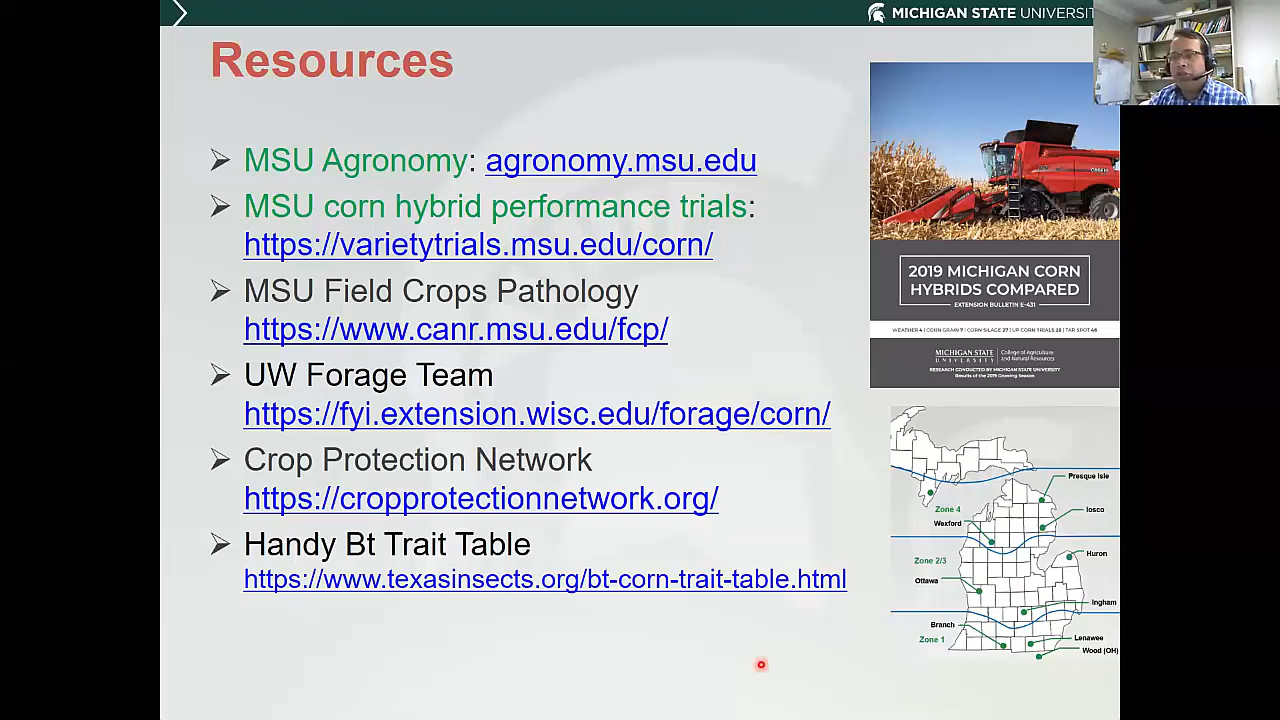 MICHIGAN STATE UNIVERSIT
Resources
MSU Agronomy: agronomy.msu.edu
MSU corn hybrid performance trials:
https://varietytrials.msu.edu/corn/
MSU Field Crops Pathology
https://www.canr.msu.edu/fcp/
UW Forage Team
https://fyi.extension.wisc.edu/forage/corn/
Crop Protection Network
https://cropprotectionnetwork.org/
Handy Bt Trait Table
https://www.texasinsects.org/bt-corn-trait-table.html
2019 MICHIGAN CORN
HYBRIDS COMPARED
EXTENSION BULLETIN E-431
WEATHER 4 | CORN GRAIN 7 | CORN SILAGE 27 | UP CORN TRIALS 35 | TAR SPOT 46
MICHIGAN STATE
UNIVERSITY
College of Agriculture
and Natural Resources
RESEARCH CONDUCTED BY MICHIGAN STATE UNIVERSITY
Results of the 2019 Growing Season
Presque Isle
Zone 4
Iosco
Wexford
Huron
Zone 2/3
Ottawa
Ingham
Branch
Zone 1
Lenawee
Wood (OH)